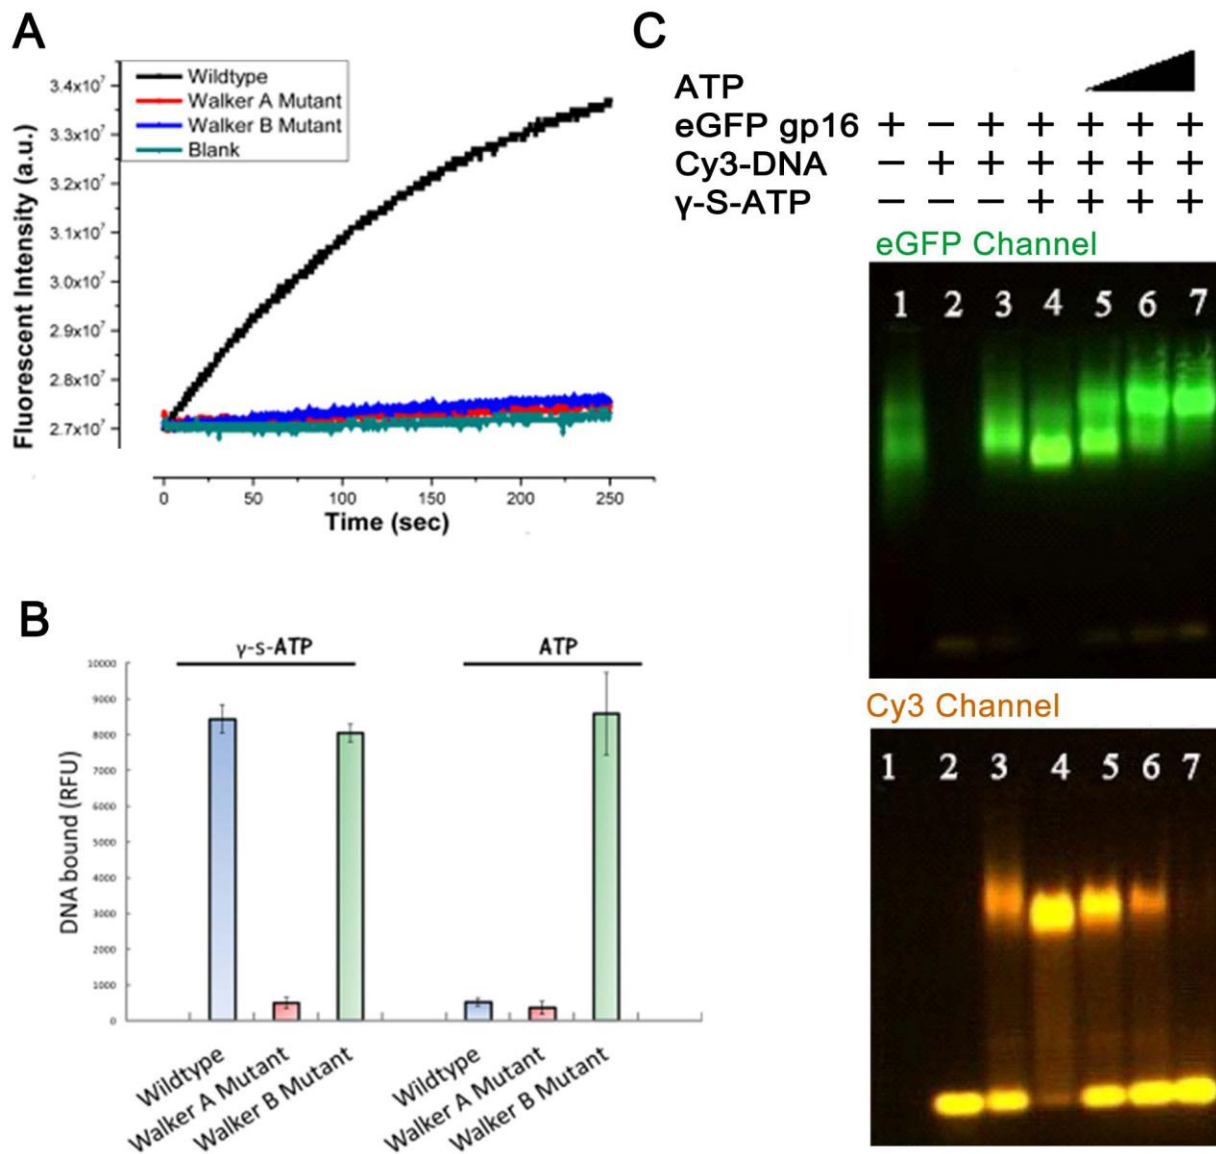 A
Wildtype
Walker A Mutant
Walker B Mutant
Blank
3.4x10⁷
3.3x10⁷
3.2x10⁷
3.1x10⁷
3.0x10⁷
2.9x10⁷
2.8x10⁷
2.7x10⁷
Fluorescent Intensity (a.u.)
0 50 100 150 200 250
Time (sec)
B
γ-S-ATP ATP
10000
9000
8000
7000
6000
5000
4000
3000
2000
1000
0
DNA bound (RFU)
Wildtype
Walker A Mutant
Walker B Mutant
Wildtype
Walker A Mutant
Walker B Mutant
C
ATP
eGFP gp16 + − + + + + +
Cy3-DNA − + + + + + +
γ-S-ATP − − − + + + +
eGFP Channel
1 2 3 4 5 6 7
Cy3 Channel
1 2 3 4 5 6 7